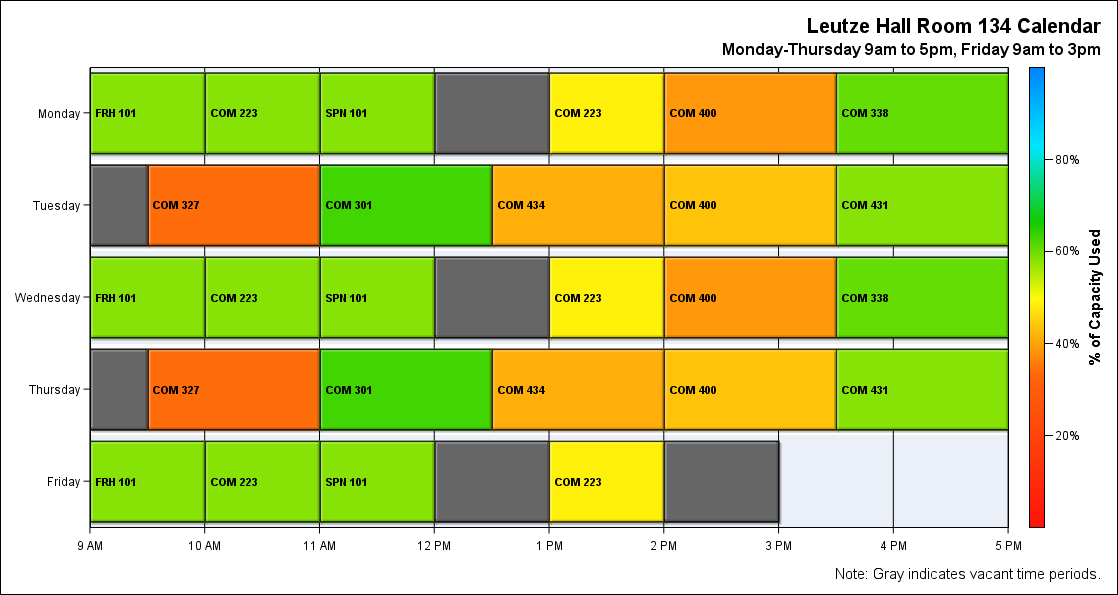 Leutze Hall Room 134 Calendar
Monday-Thursday 9am to 5pm, Friday 9am to 3pm
Monday
FRH 101 COM 223 SPN 101 COM 223 COM 400 COM 338
Tuesday
COM 327 COM 301 COM 434 COM 400 COM 431
Wednesday
FRH 101 COM 223 SPN 101 COM 223 COM 400 COM 338
Thursday
COM 327 COM 301 COM 434 COM 400 COM 431
Friday
FRH 101 COM 223 SPN 101 COM 223
9 AM 10 AM 11 AM 12 PM 1 PM 2 PM 3 PM 4 PM 5 PM
80%
60%
40%
20%
% of Capacity Used
Note: Gray indicates vacant time periods.